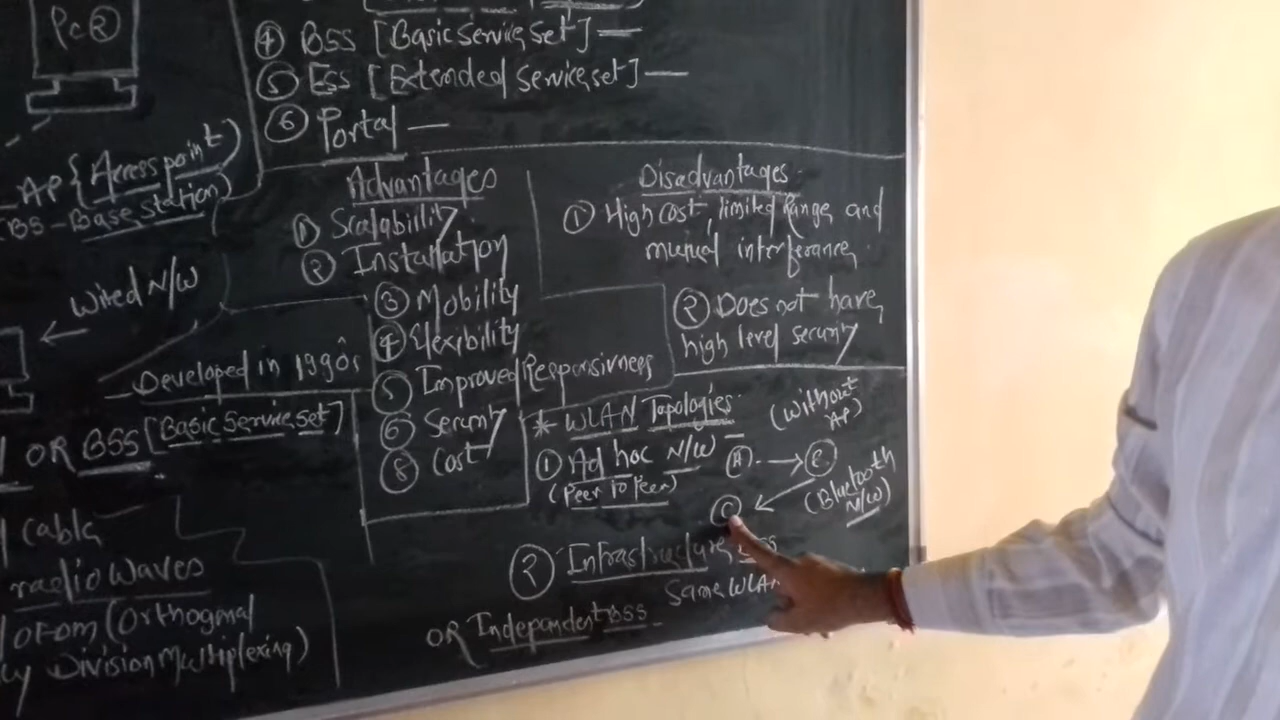 PC②
④ BSS [Basic Service Set] —
⑤ ESS [Extended Service set] —
⑥ Portal —
AP { Access point)
BS - Base station)
Wired N/W
Developed in 1990s
OR BSS [Basic Service Set]
cable
radio waves
OFDM (Orthogonal
cy Division Multiplexing)
Advantages
① Scalability
② Installation
③ Mobility
④ Flexibility
⑤ Improved Responsivness
⑥ Security
⑧ Cost
Disadvantages
① High cost, limited Range, and
mutual interferance
② Does not have
high level security
* WLAN Topologies
① Ad hoc N/W —
(Peer to Peer)
(without
AP)
(Bluetooth
N/W)
② Infrastructure
Same WLAN
OR Independent BSS